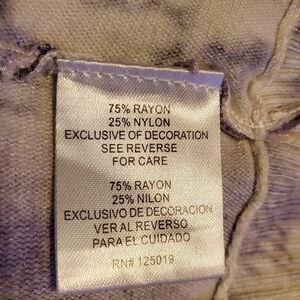 75% RAYON
25% NYLON
EXCLUSIVE OF DECORATION
SEE REVERSE
FOR CARE
75% RAYON
25% NILON
EXCLUSIVO DE DECORACION
VER AL REVERSO
PARA EL CUIDADO
RN# 125019